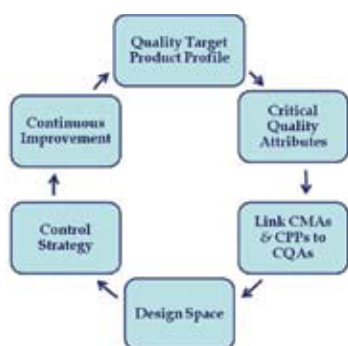 Quality Target
Product Profile
Critical
Quality
Attributes
Link CMAs
& CPPs to
CQAs
Design Space
Control
Strategy
Continuous
Improvement